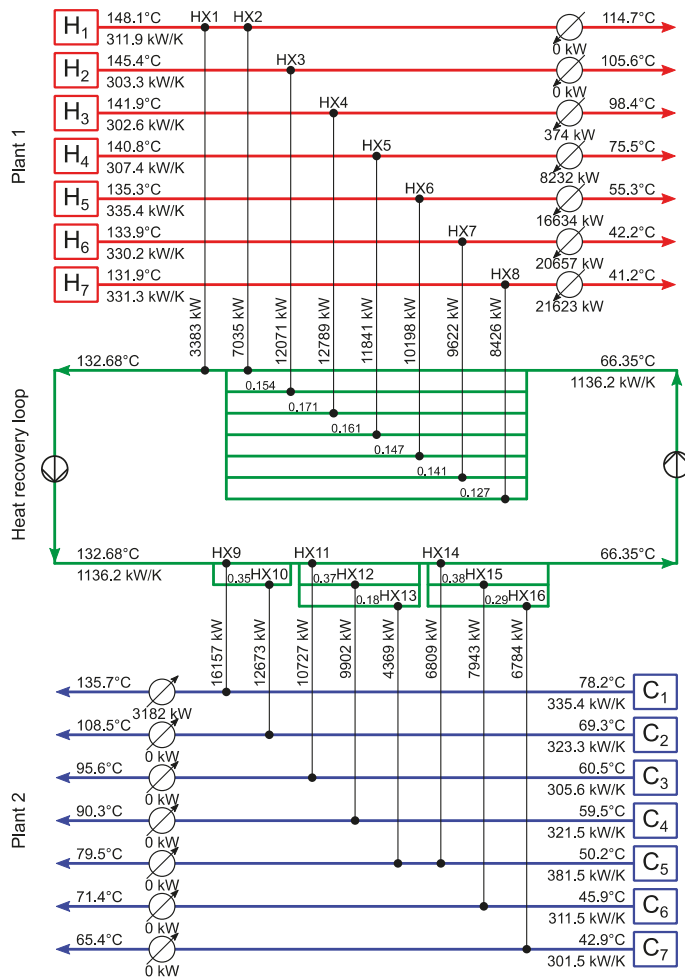 H1 148.1°C HX1 HX2 114.7°C
311.9 kW/K 0 kW
H2 145.4°C HX3 105.6°C
303.3 kW/K 0 kW
H3 141.9°C HX4 98.4°C
302.6 kW/K 374 kW
H4 140.8°C HX5 75.5°C
307.4 kW/K 8232 kW
H5 135.3°C HX6 55.3°C
335.4 kW/K 16634 kW
H6 133.9°C HX7 42.2°C
330.2 kW/K 20657 kW
H7 131.9°C HX8 41.2°C
331.3 kW/K 21623 kW
Plant 1
3383 kW
7035 kW
12071 kW
12789 kW
11841 kW
10198 kW
9622 kW
8426 kW
132.68°C 66.35°C
1136.2 kW/K
0.154
0.171
0.161
0.147
0.141
0.127
Heat recovery loop
132.68°C HX9 HX11 HX14 66.35°C
1136.2 kW/K 0.35 HX10 0.37 HX12 0.38 HX15
0.18 HX13 0.29 HX16
16157 kW
12673 kW
10727 kW
9902 kW
4369 kW
6809 kW
7943 kW
6784 kW
135.7°C 78.2°C C1
3182 kW 335.4 kW/K
108.5°C 69.3°C C2
0 kW 323.3 kW/K
95.6°C 60.5°C C3
0 kW 305.6 kW/K
90.3°C 59.5°C C4
0 kW 321.5 kW/K
79.5°C 50.2°C C5
0 kW 381.5 kW/K
71.4°C 45.9°C C6
0 kW 311.5 kW/K
65.4°C 42.9°C C7
0 kW 301.5 kW/K
Plant 2